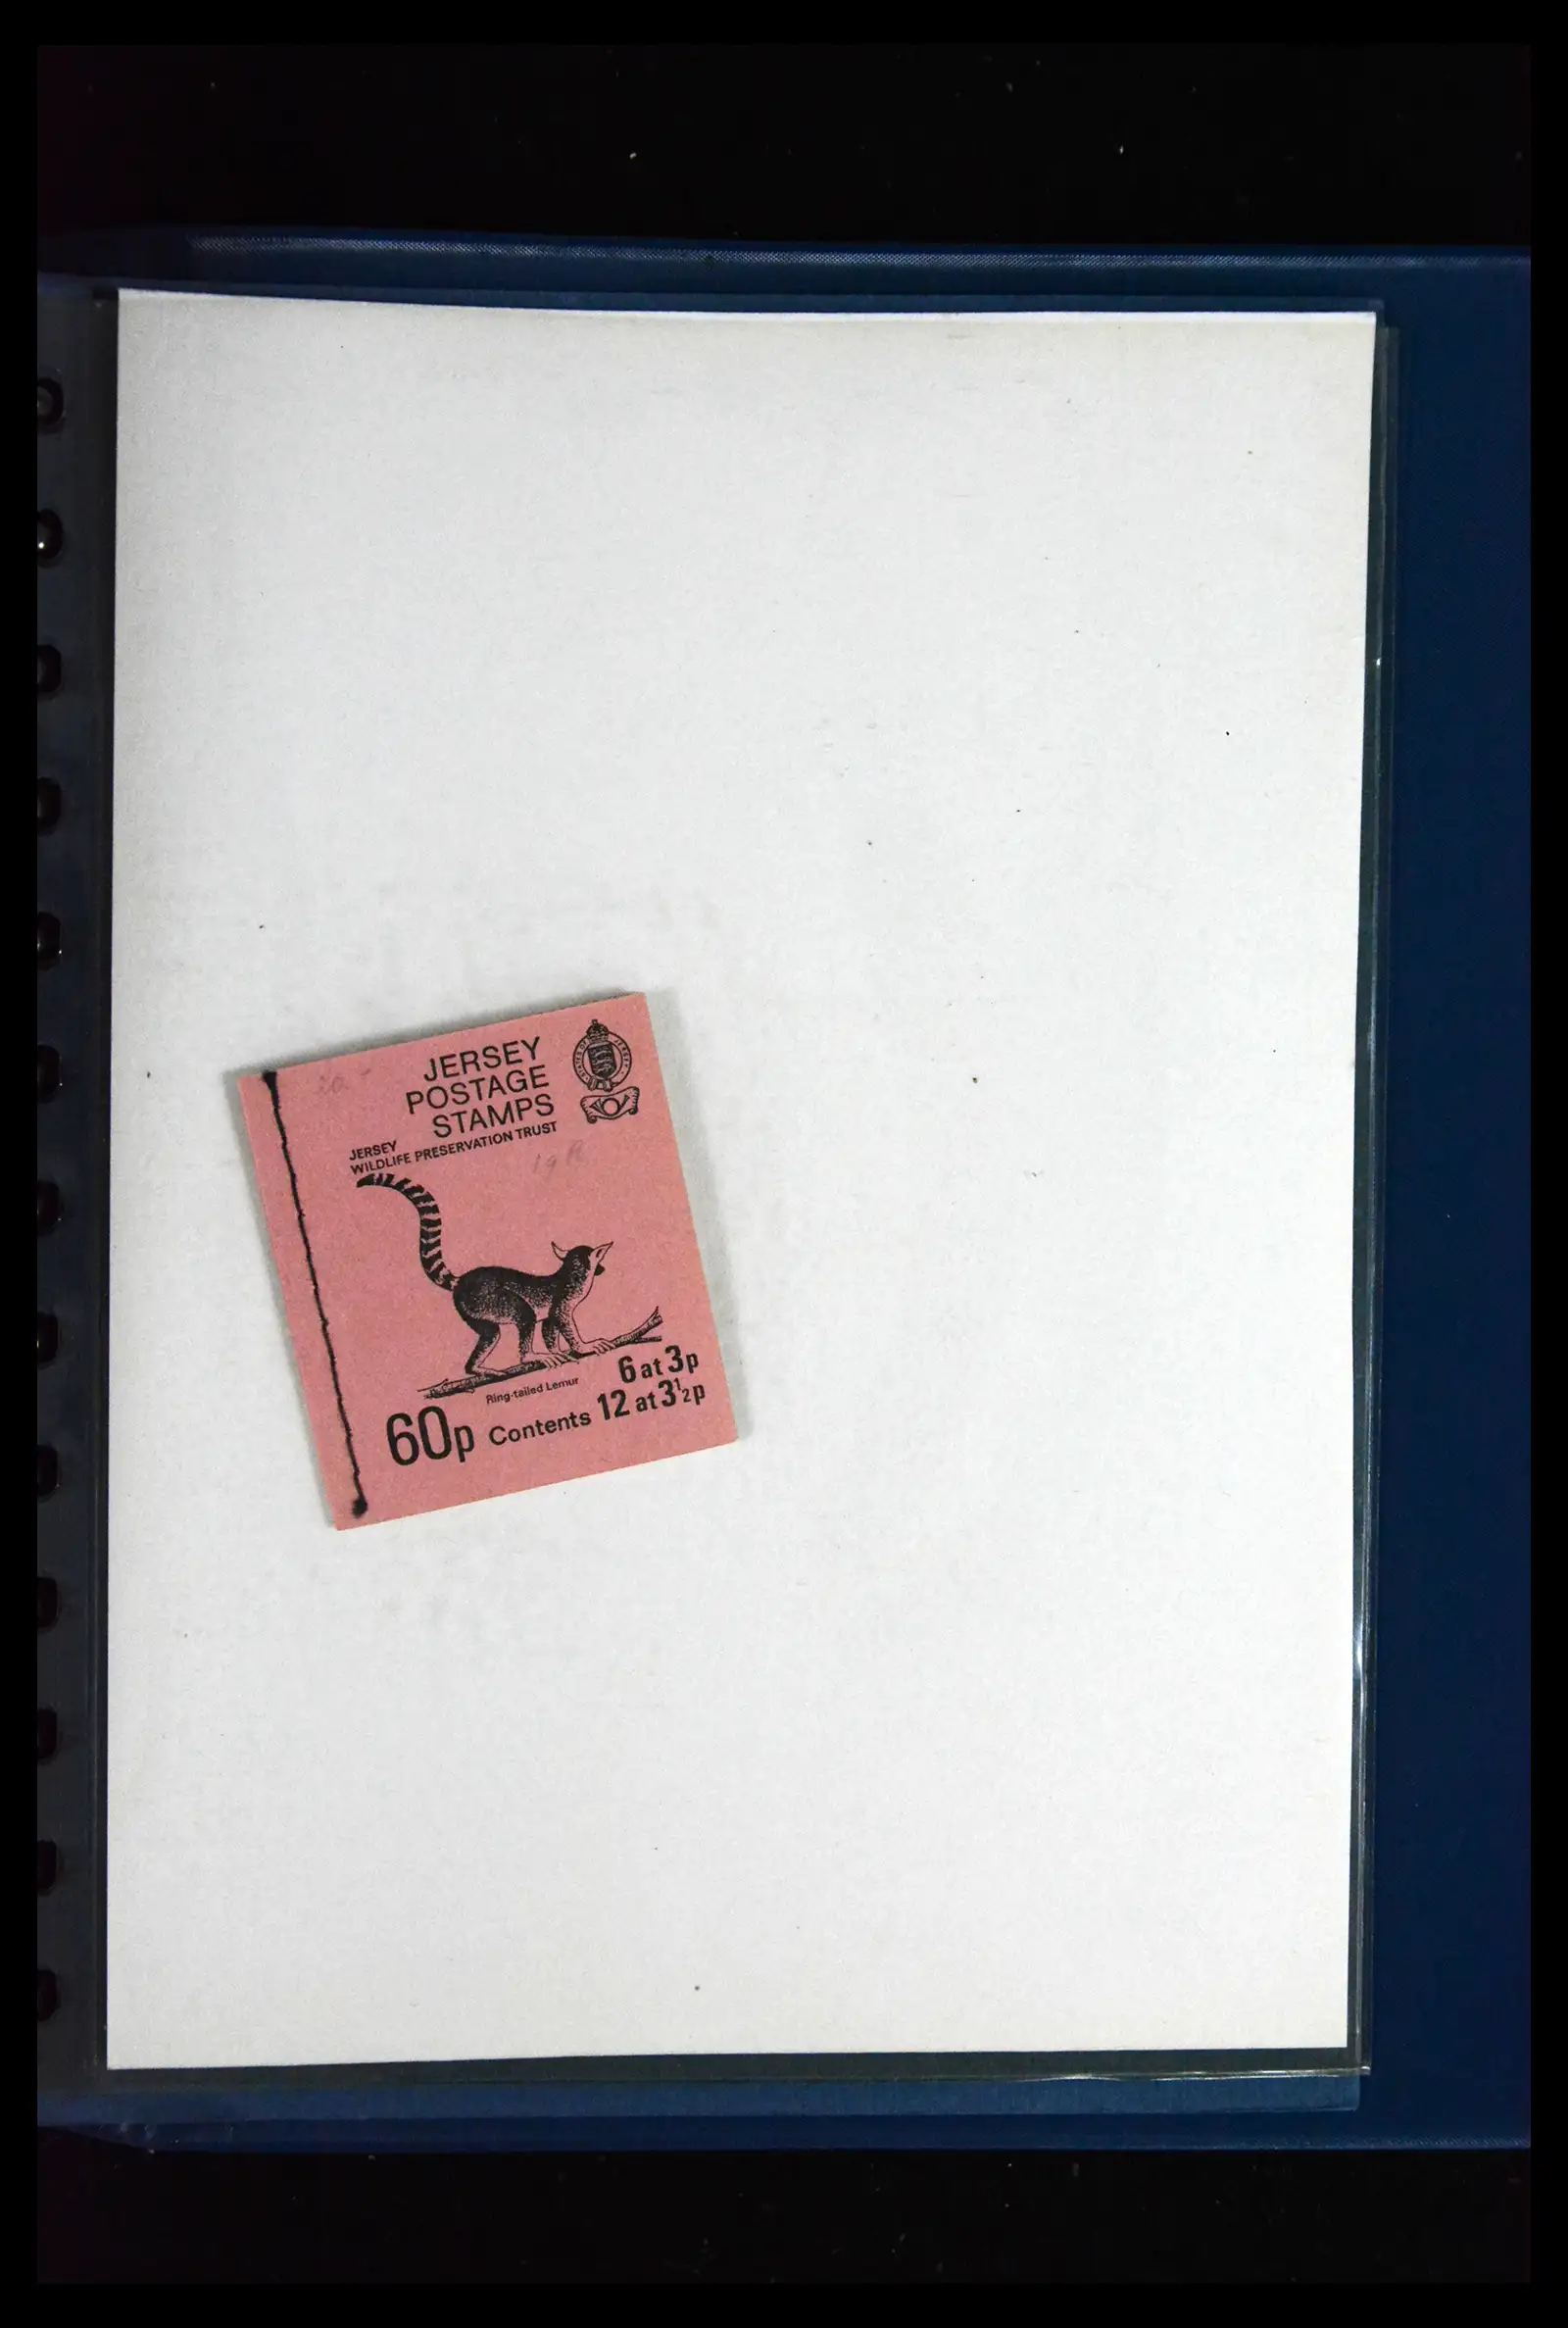 JERSEY
POSTAGE
STAMPS
JERSEY
WILDLIFE PRESERVATION TRUST
Ring-tailed Lemur
6 at 3p
60p Contents 12 at 3½p